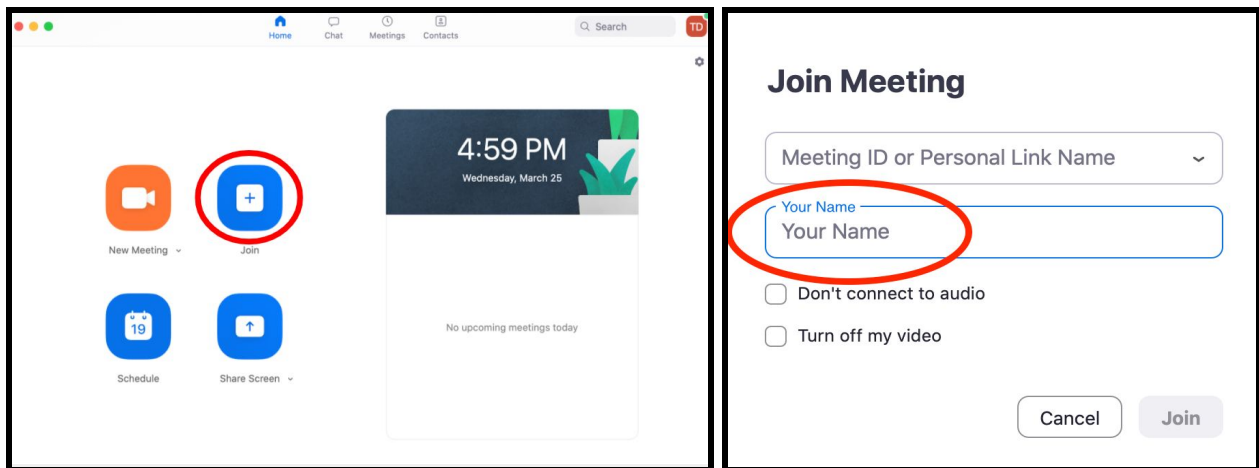 Home
Chat
Meetings
Contacts
Search
TD
4:59 PM
Wednesday, March 25
New Meeting
Join
19
Schedule
Share Screen
No upcoming meetings today
Join Meeting
Meeting ID or Personal Link Name
Your Name
Your Name
Don't connect to audio
Turn off my video
Cancel
Join